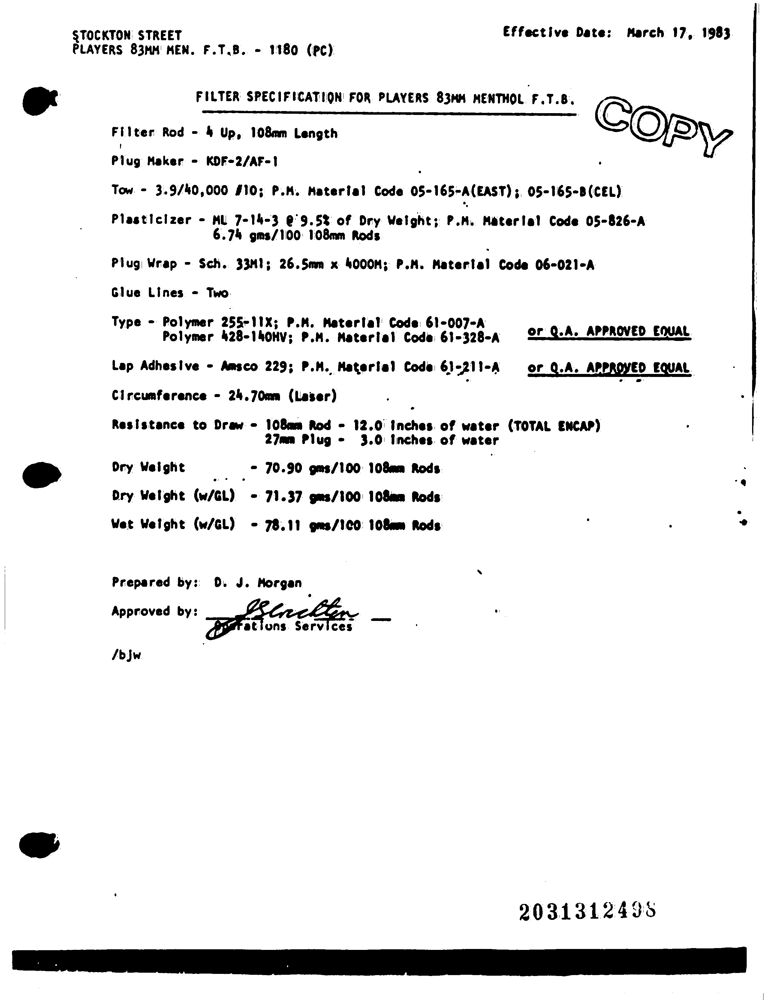 STOCKTON STREET
PLAYERS 83MM MEN. F.T.B. - 1180 (PC)
Effective Date: March 17, 1983
FILTER SPECIFICATION FOR PLAYERS 83MM MENTHOL F.T.B.
COPY
Filter Rod - 4 Up, 108mm Length
Plug Maker - KDF-2/AF-1
Tow - 3.9/40,000 #10; P.M. Material Code 05-165-A(EAST); 05-165-B(CEL)
Plasticizer - ML 7-14-3 @ 9.5% of Dry Weight; P.M. Material Code 05-826-A
6.74 gms/100 108mm Rods
Plug Wrap - Sch. 33M1; 26.5mm x 4000M; P.M. Material Code 06-021-A
Glue Lines - Two
Type - Polymer 255-11X; P.M. Material Code 61-007-A
Polymer 428-140HV; P.M. Material Code 61-328-A or Q.A. APPROVED EQUAL
Lap Adhesive - Amsco 229; P.M. Material Code 61-211-A or Q.A. APPROVED EQUAL
Circumference - 24.70mm (Laser)
Resistance to Draw - 108mm Rod - 12.0 Inches of water (TOTAL ENCAP)
27mm Plug - 3.0 Inches of water
Dry Weight - 70.90 gms/100 108mm Rods
Dry Weight (w/GL) - 71.37 gms/100 108mm Rods
Wet Weight (w/GL) - 78.11 gms/100 108mm Rods
Prepared by: D. J. Morgan
Approved by:
Operations Services
/bjw
2031312498